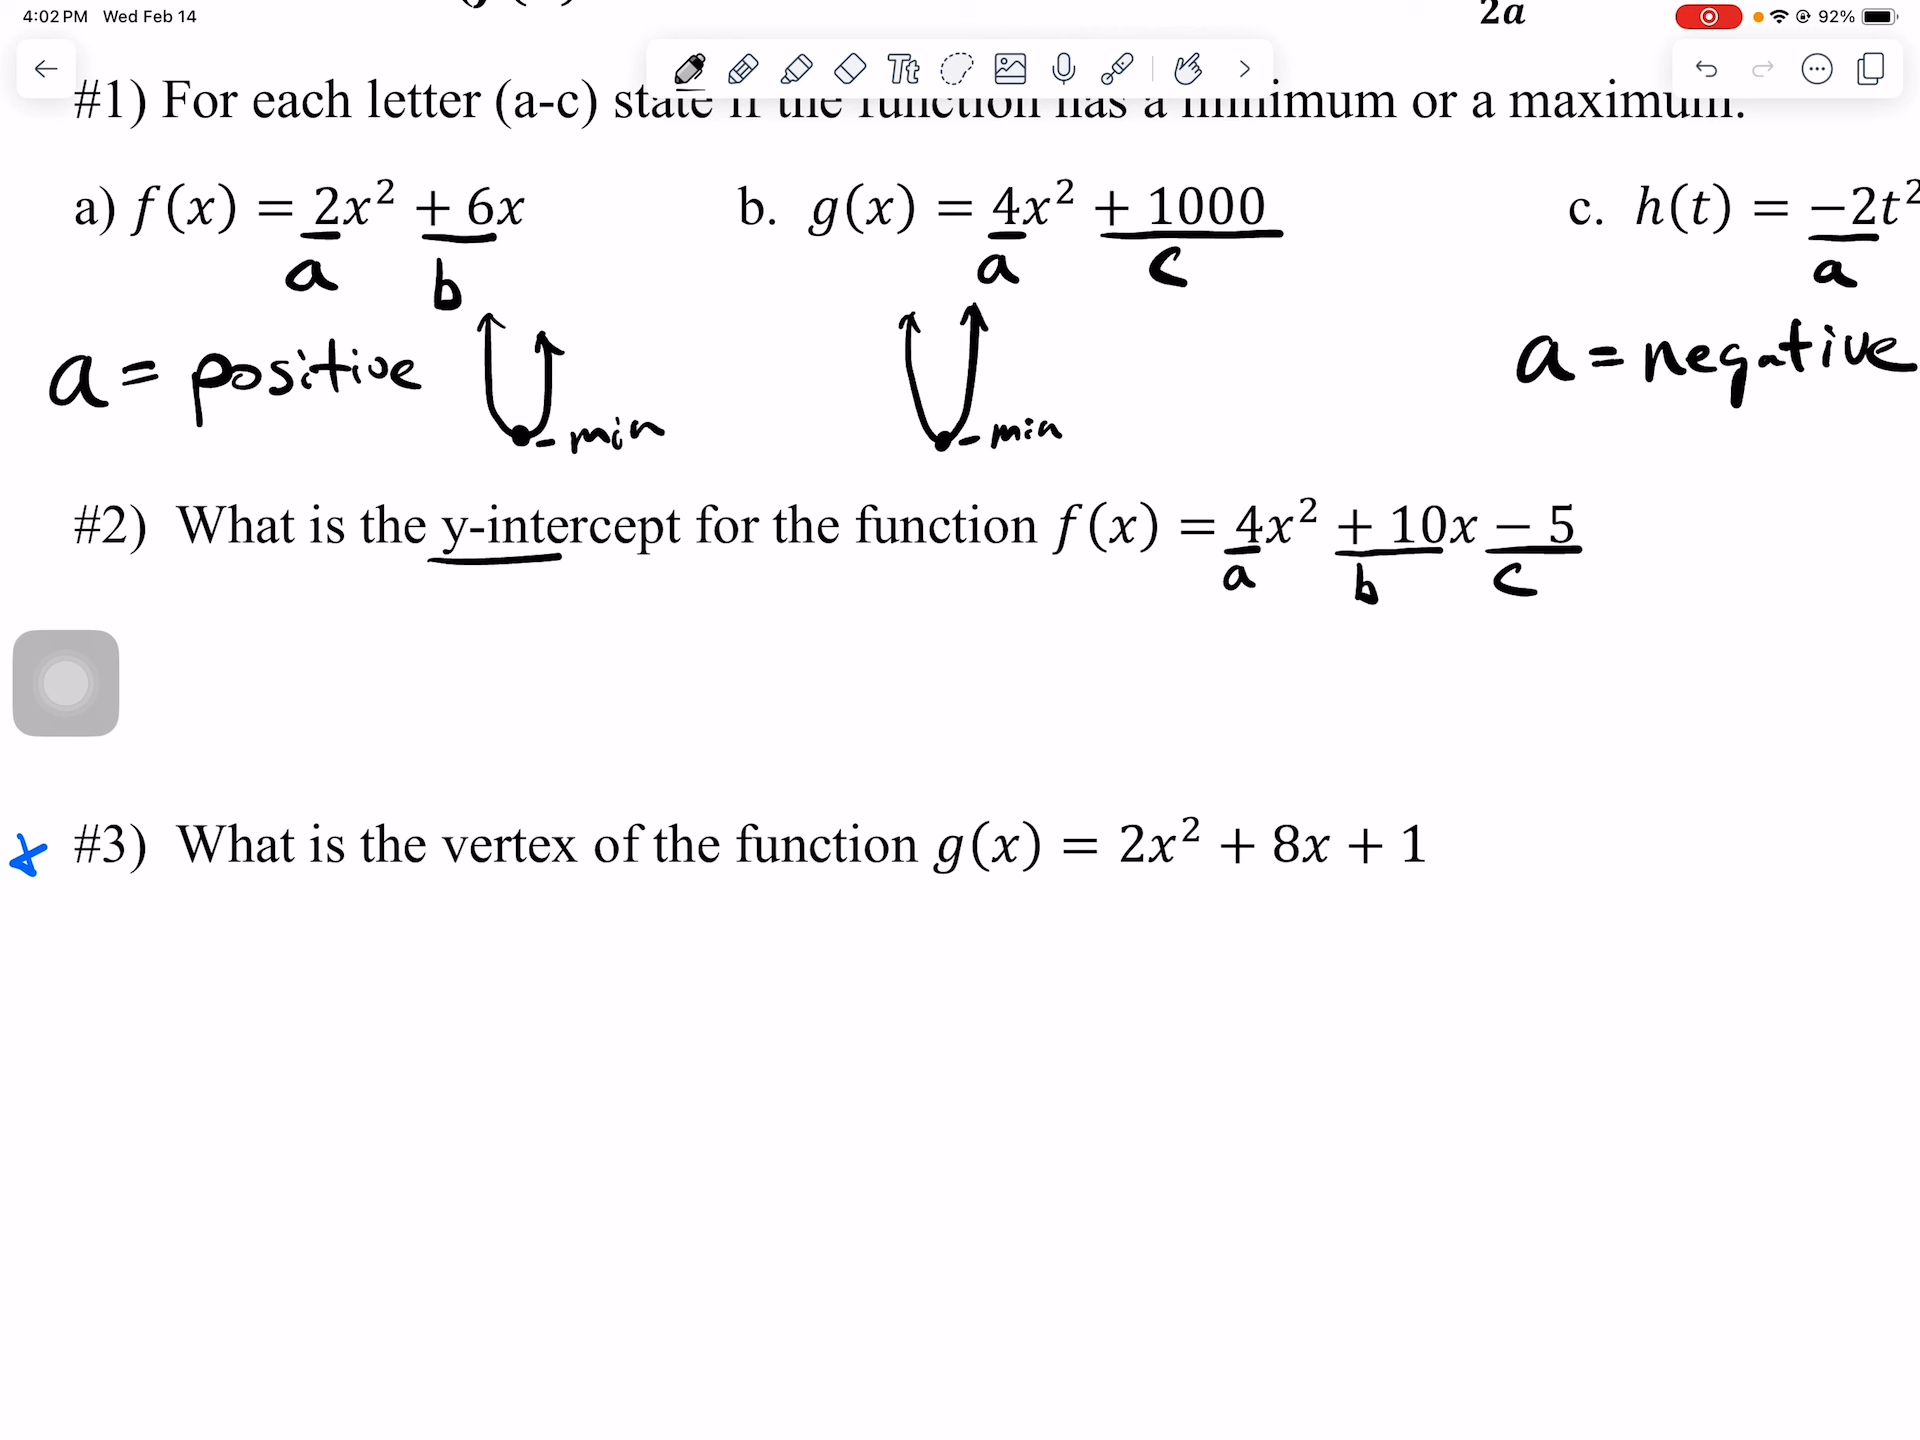 4:02 PM Wed Feb 14
2a
92%
Tt
#1) For each letter (a-c) state if the function has a minimum or a maximum.
a) f(x) = 2x² + 6x b. g(x) = 4x² + 1000 c. h(t) = −2t²
a b a c a
a = positive a = negative
- min - min
#2) What is the y-intercept for the function f(x) = 4x² + 10x − 5
a b c
#3) What is the vertex of the function g(x) = 2x² + 8x + 1